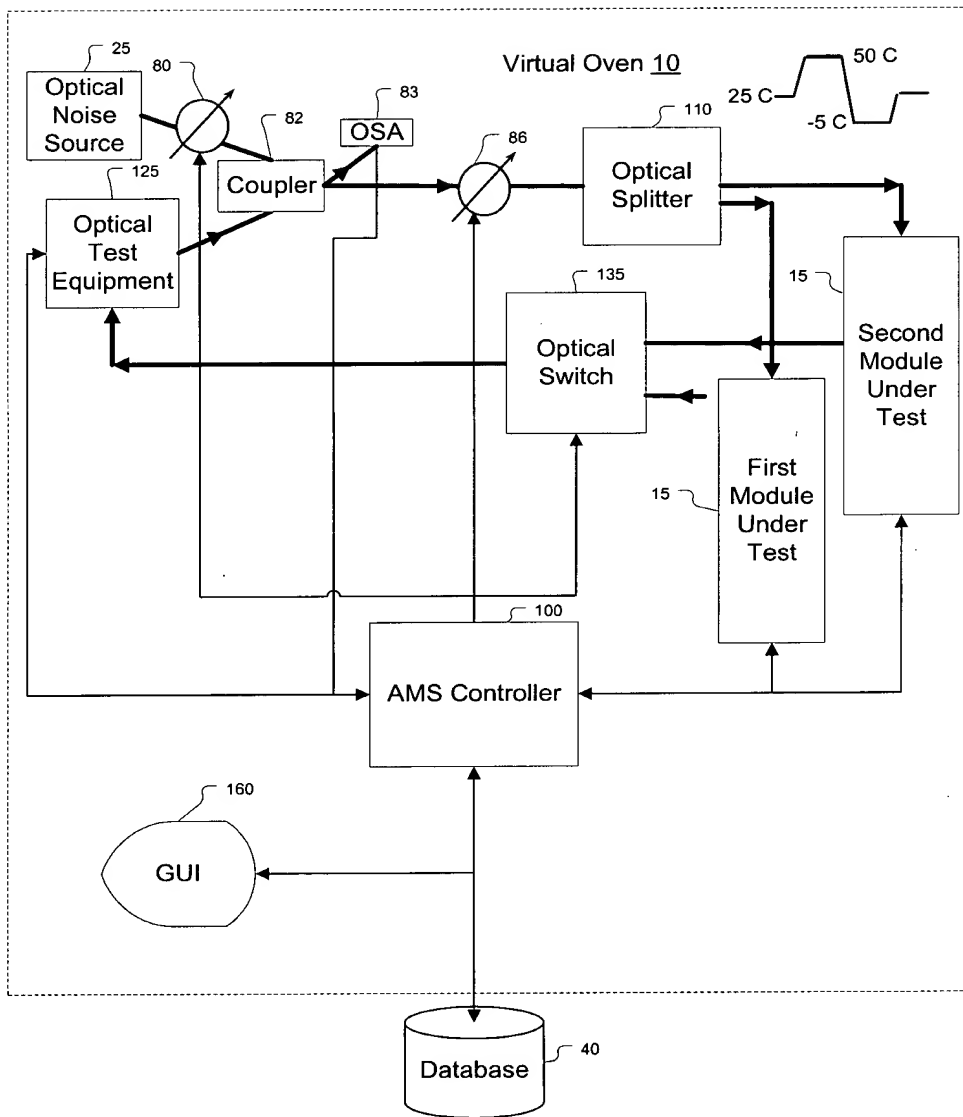 25
Optical
Noise
Source
80
83
OSA
82
Coupler
Virtual Oven 10
25 C
50 C
-5 C
86
110
Optical
Splitter
125
Optical
Test
Equipment
135
Optical
Switch
15
Second
Module
Under
Test
15
First
Module
Under
Test
100
AMS Controller
160
GUI
Database
40